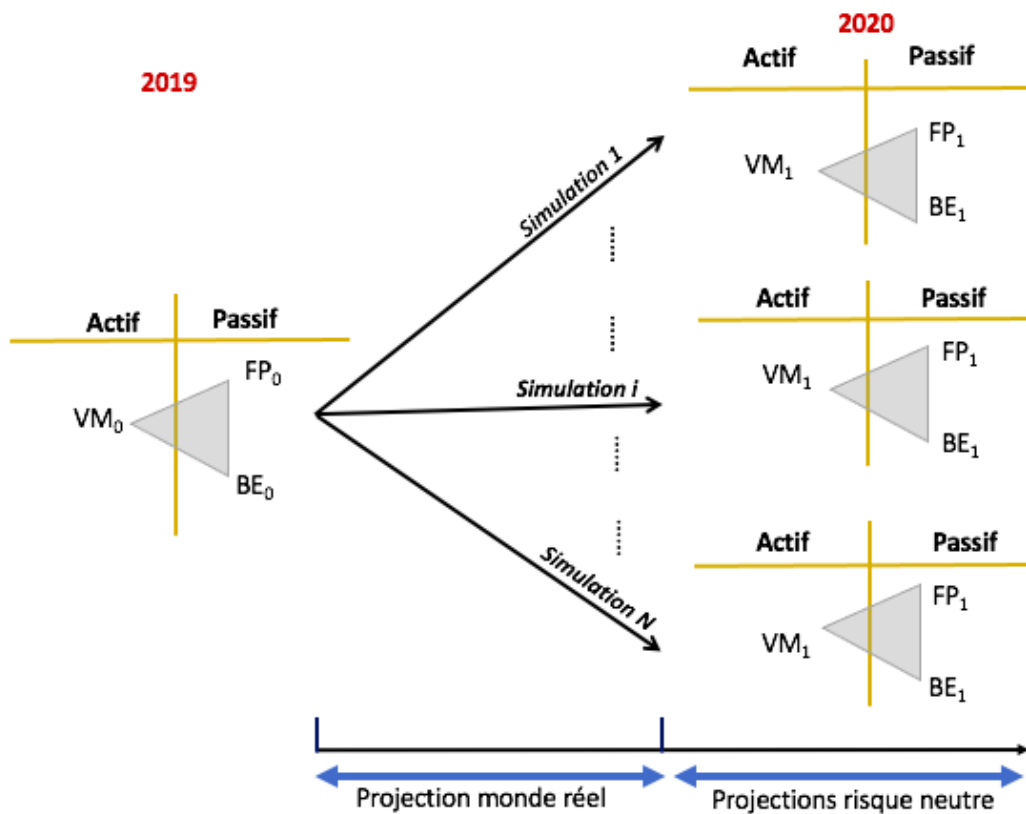 2020
Actif Passif
2019
FP₁
VM₁
BE₁
Simulation 1
Actif Passif
Actif Passif
FP₁
FP₀
VM₁
Simulation i
VM₀
BE₁
BE₀
Actif Passif
Simulation N
FP₁
VM₁
BE₁
Projection monde réel
Projections risque neutre